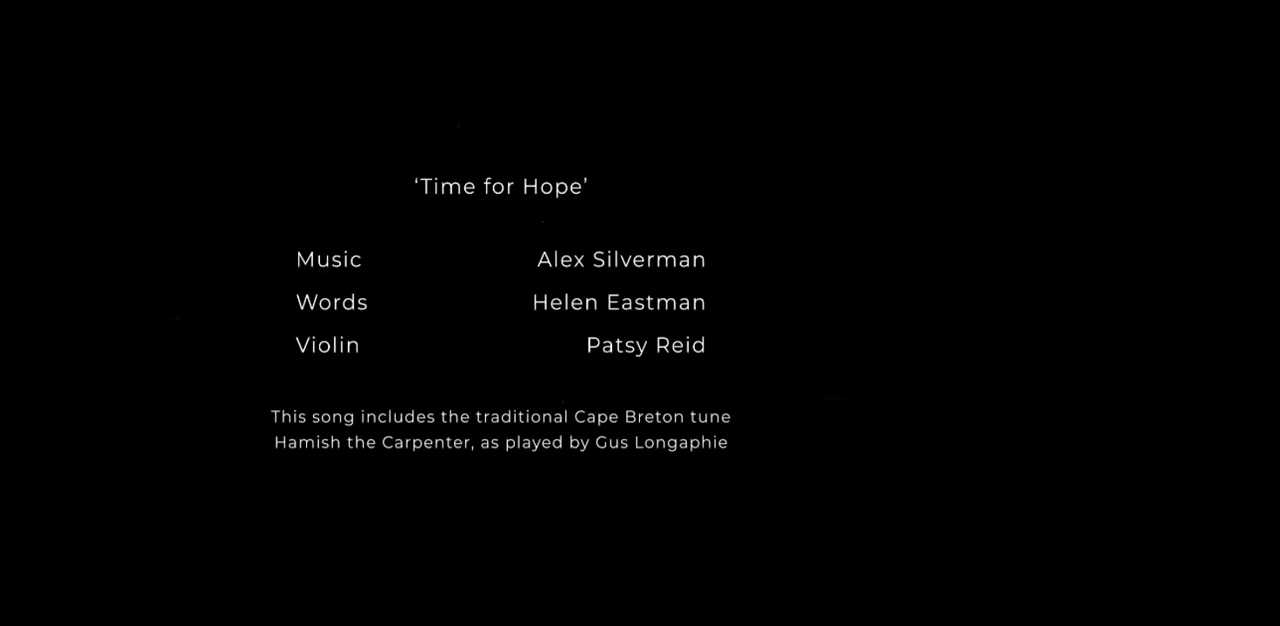 ‘Time for Hope’
Music Alex Silverman
Words Helen Eastman
Violin Patsy Reid
This song includes the traditional Cape Breton tune
Hamish the Carpenter, as played by Gus Longaphie